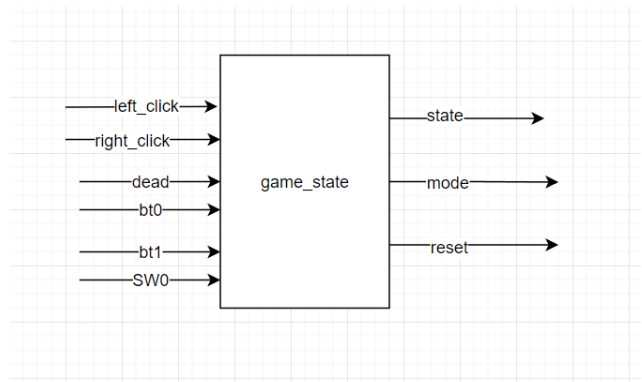 left_click
right_click
dead
bt0
bt1
SW0
game_state
state
mode
reset